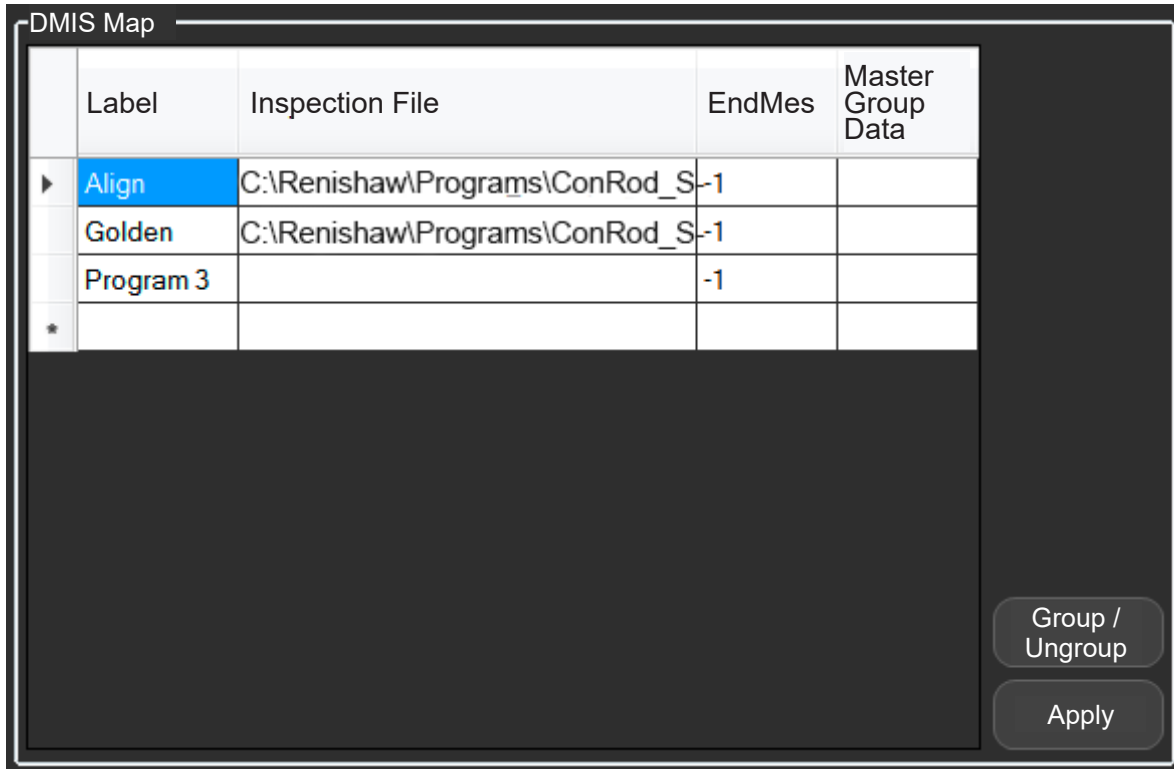 DMIS Map
Label Inspection File EndMes Master Group Data
Align C:\Renishaw\Programs\ConRod_S -1
Golden C:\Renishaw\Programs\ConRod_S -1
Program 3 -1
*
Group /
Ungroup
Apply